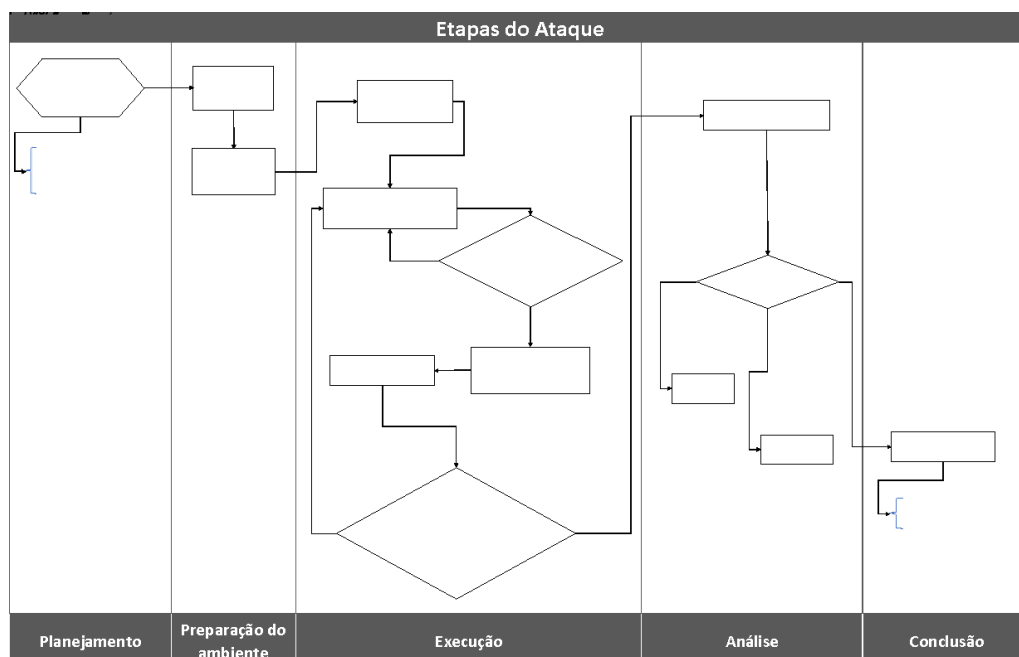 Etapas do Ataque
Planejamento
Preparação do
ambiente
Execução
Análise
Conclusão